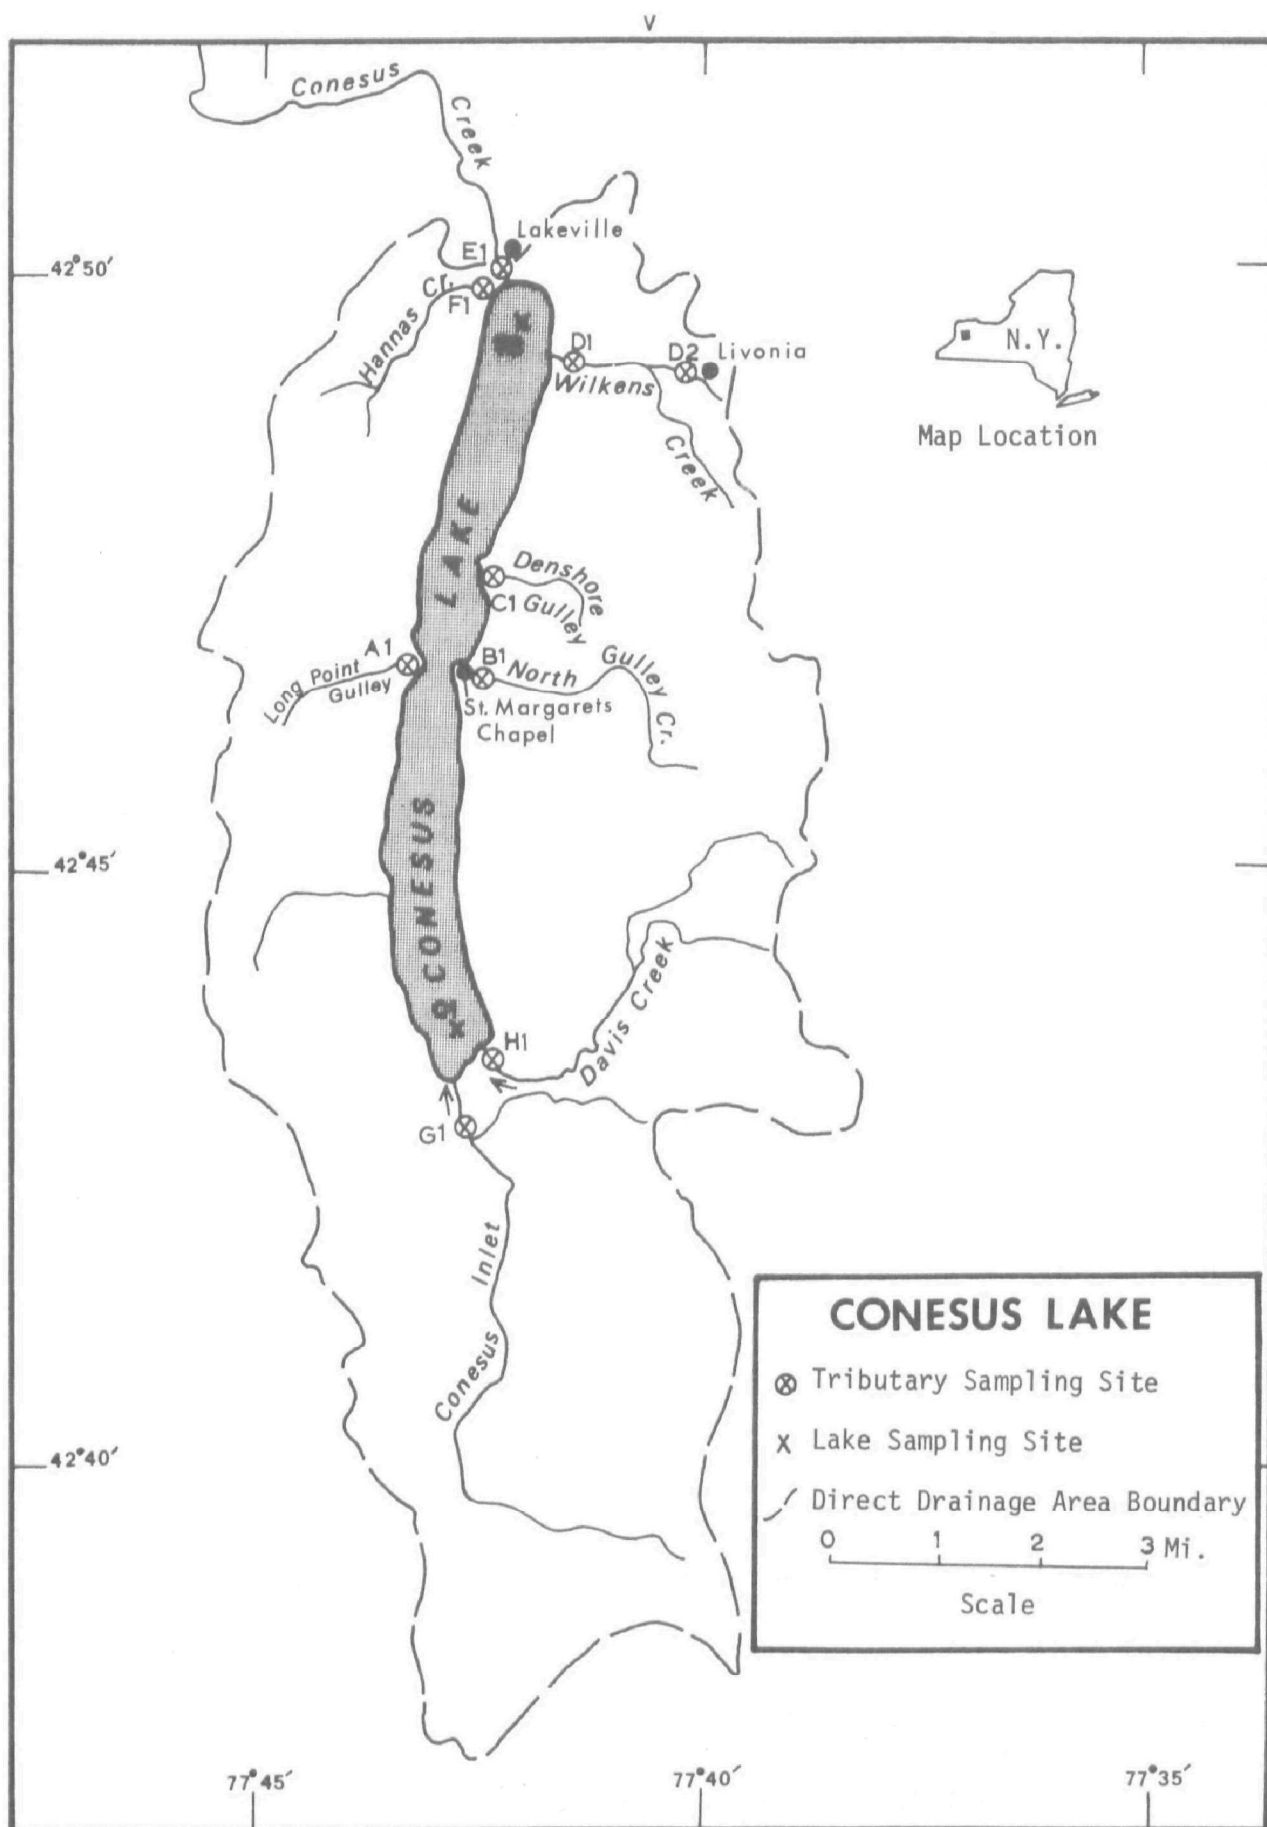 V
Conesus
Creek
Lakeville
E1
42°50′
Cr.
F1
Hannas
N.Y.
D1
D2
Livonia
Wilkens
Creek
Map Location
LAKE
Denshore
C1 Gulley
A1
B1 North Gulley Cr.
Long Point
Gulley
St. Margarets
Chapel
42°45′
CONESUS
Davis Creek
H1
G1
Inlet
Conesus
42°40′
CONESUS LAKE
Tributary Sampling Site
x Lake Sampling Site
Direct Drainage Area Boundary
0 1 2 3 Mi.
Scale
77°45′ 77°40′ 77°35′